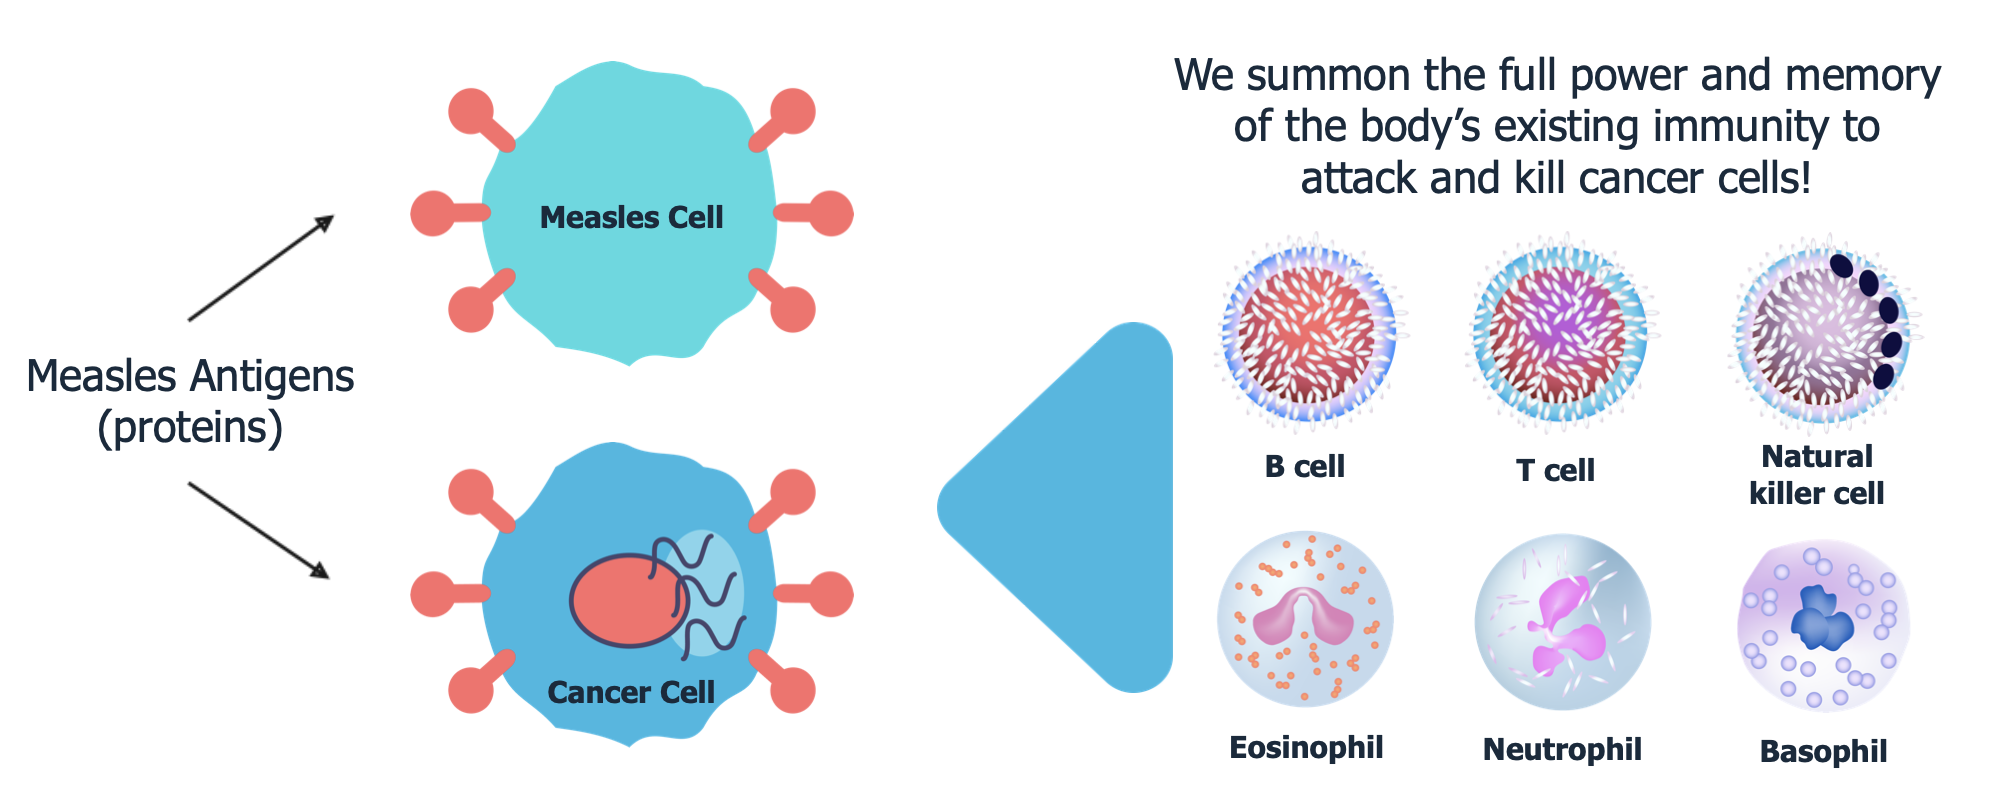 We summon the full power and memory
of the body’s existing immunity to
attack and kill cancer cells!
Measles Cell
Measles Antigens
(proteins)
Cancer Cell
B cell
T cell
Natural
killer cell
Eosinophil
Neutrophil
Basophil